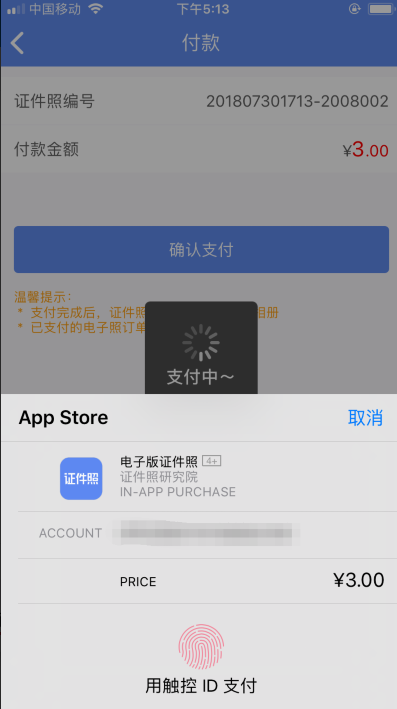 中国移动
下午5:13
付款
证件照编号
201807301713-2008002
付款金额
¥3.00
确认支付
温馨提示：
* 支付完成后，证件照
相册
* 已支付的电子照订单
支付中～
App Store
取消
电子版证件照 4+
证件照
证件照研究院
IN-APP PURCHASE
ACCOUNT
PRICE
¥3.00
用触控 ID 支付